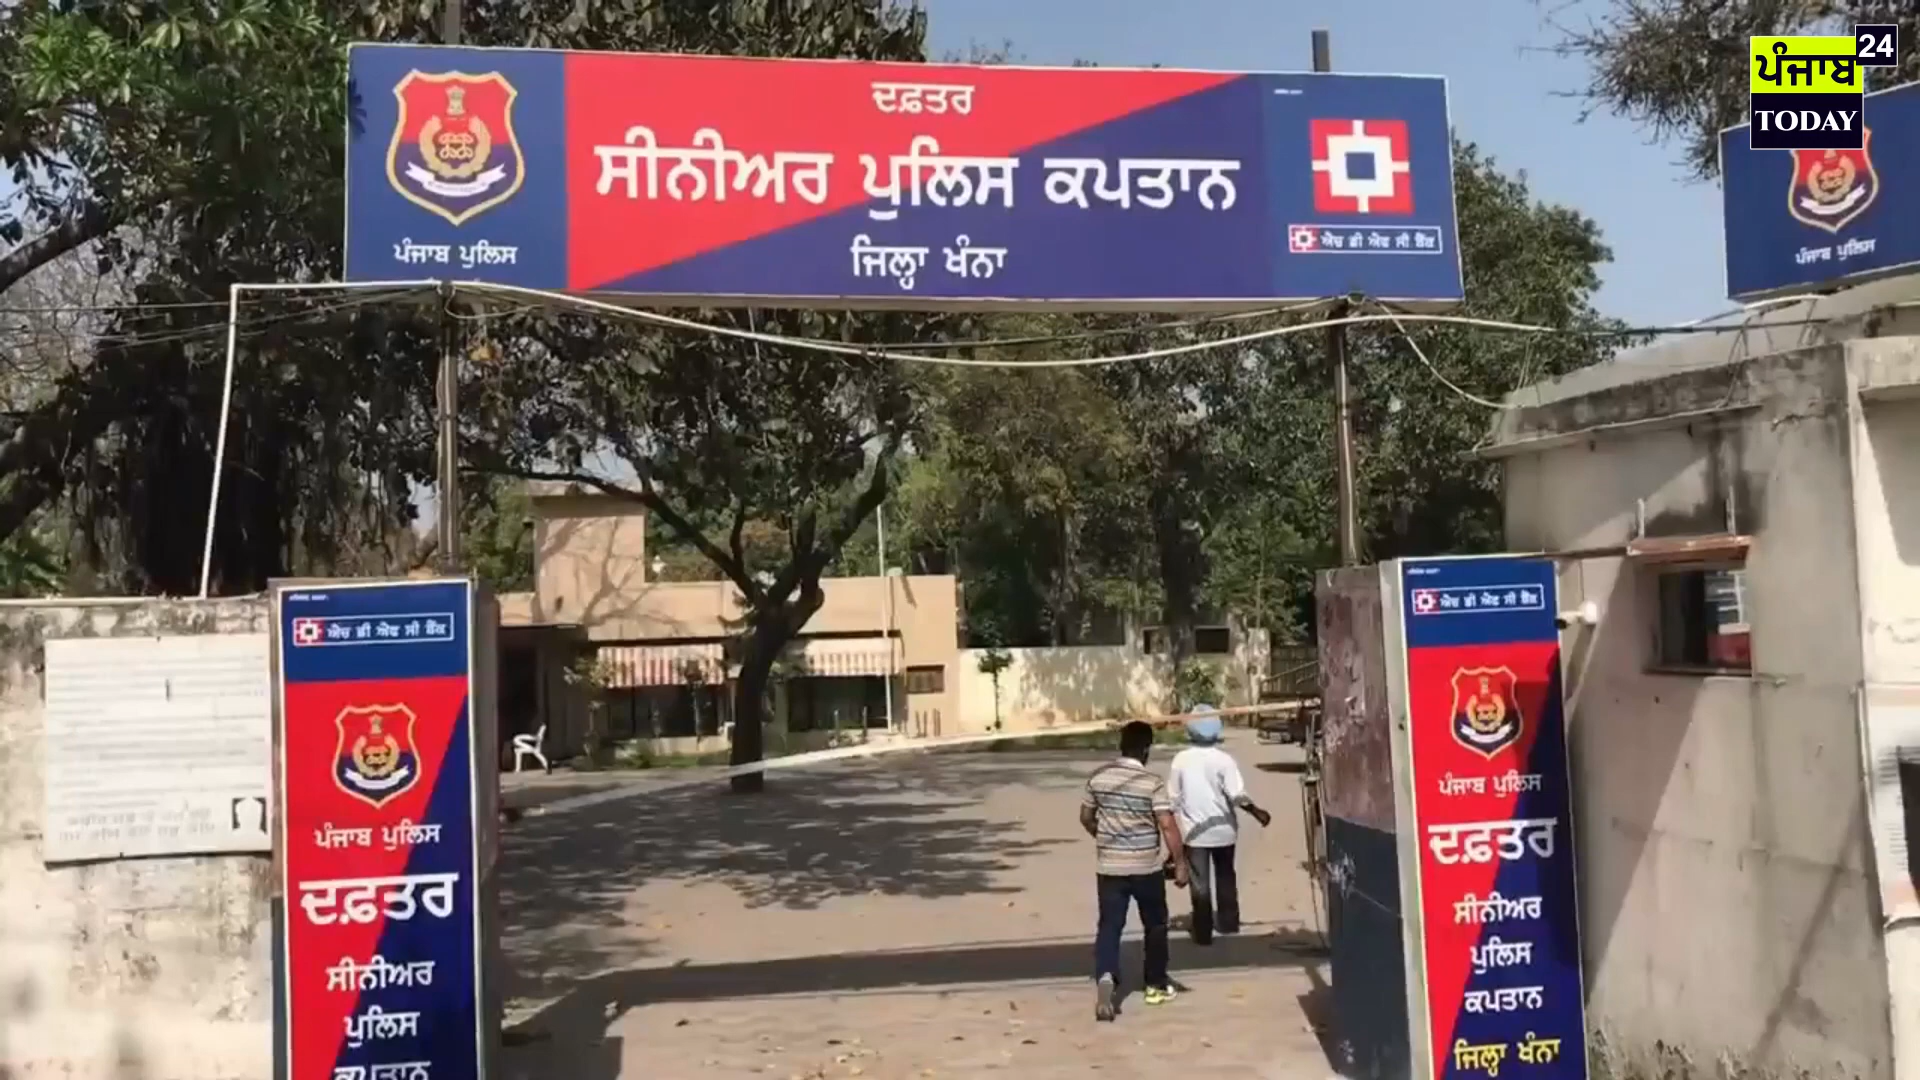 ਦਫ਼ਤਰ
ਸੀਨੀਅਰ ਪੁਲਿਸ ਕਪਤਾਨ
ਜਿਲ੍ਹਾ ਖੰਨਾ
ਪੰਜਾਬ ਪੁਲਿਸ
ਐਚ ਡੀ ਐਫ ਸੀ ਬੈਂਕ
ਪੰਜਾਬ 24
TODAY
ਪੰਜਾਬ ਪੁਲਿਸ
ਐਚ ਡੀ ਐਫ ਸੀ ਬੈਂਕ
ਪੰਜਾਬ ਪੁਲਿਸ
ਦਫ਼ਤਰ
ਸੀਨੀਅਰ
ਪੁਲਿਸ
ਕਪਤਾਨ
ਐਚ ਡੀ ਐਫ ਸੀ ਬੈਂਕ
ਪੰਜਾਬ ਪੁਲਿਸ
ਦਫ਼ਤਰ
ਸੀਨੀਅਰ
ਪੁਲਿਸ
ਕਪਤਾਨ
ਜਿਲ੍ਹਾ ਖੰਨਾ